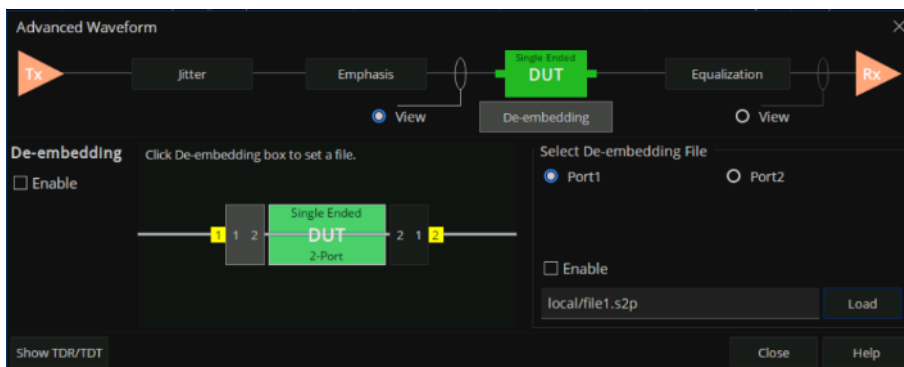 Advanced Waveform
Tx
Jitter
Emphasis
Single Ended
DUT
Equalization
Rx
View
De-embedding
View
De-embedding
Enable
Click De-embedding box to set a file.
Single Ended
1 1 2 DUT 2 1 2
2-Port
Select De-embedding File
Port1 Port2
Enable
local/file1.s2p Load
Show TDR/TDT Close Help